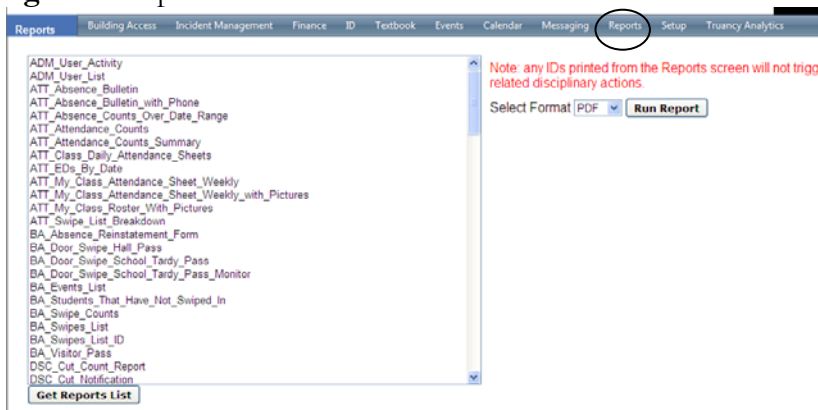 Reports Building Access Incident Management Finance ID Textbook Events Calendar Messaging Reports Setup Truancy Analytics
ADM_User_Activity
ADM_User_List
ATT_Absence_Bulletin
ATT_Absence_Bulletin_with_Phone
ATT_Absence_Counts_Over_Date_Range
ATT_Attendance_Counts
ATT_Attendance_Counts_Summary
ATT_Class_Daily_Attendance_Sheets
ATT_EDs_By_Date
ATT_My_Class_Attendance_Sheet_Weekly
ATT_My_Class_Attendance_Sheet_Weekly_with_Pictures
ATT_My_Class_Roster_With_Pictures
ATT_Swipe_List_Breakdown
BA_Absence_Reinstatement_Form
BA_Door_Swipe_Hall_Pass
BA_Door_Swipe_School_Tardy_Pass
BA_Door_Swipe_School_Tardy_Pass_Monitor
BA_Events_List
BA_Students_That_Have_Not_Swiped_In
BA_Swipe_Counts
BA_Swipes_List
BA_Swipes_List_ID
BA_Visitor_Pass
DSC_Cut_Count_Report
DSC_Cut_Notification
Get Reports List
Note: any IDs printed from the Reports screen will not trigg
related disciplinary actions.
Select Format PDF Run Report